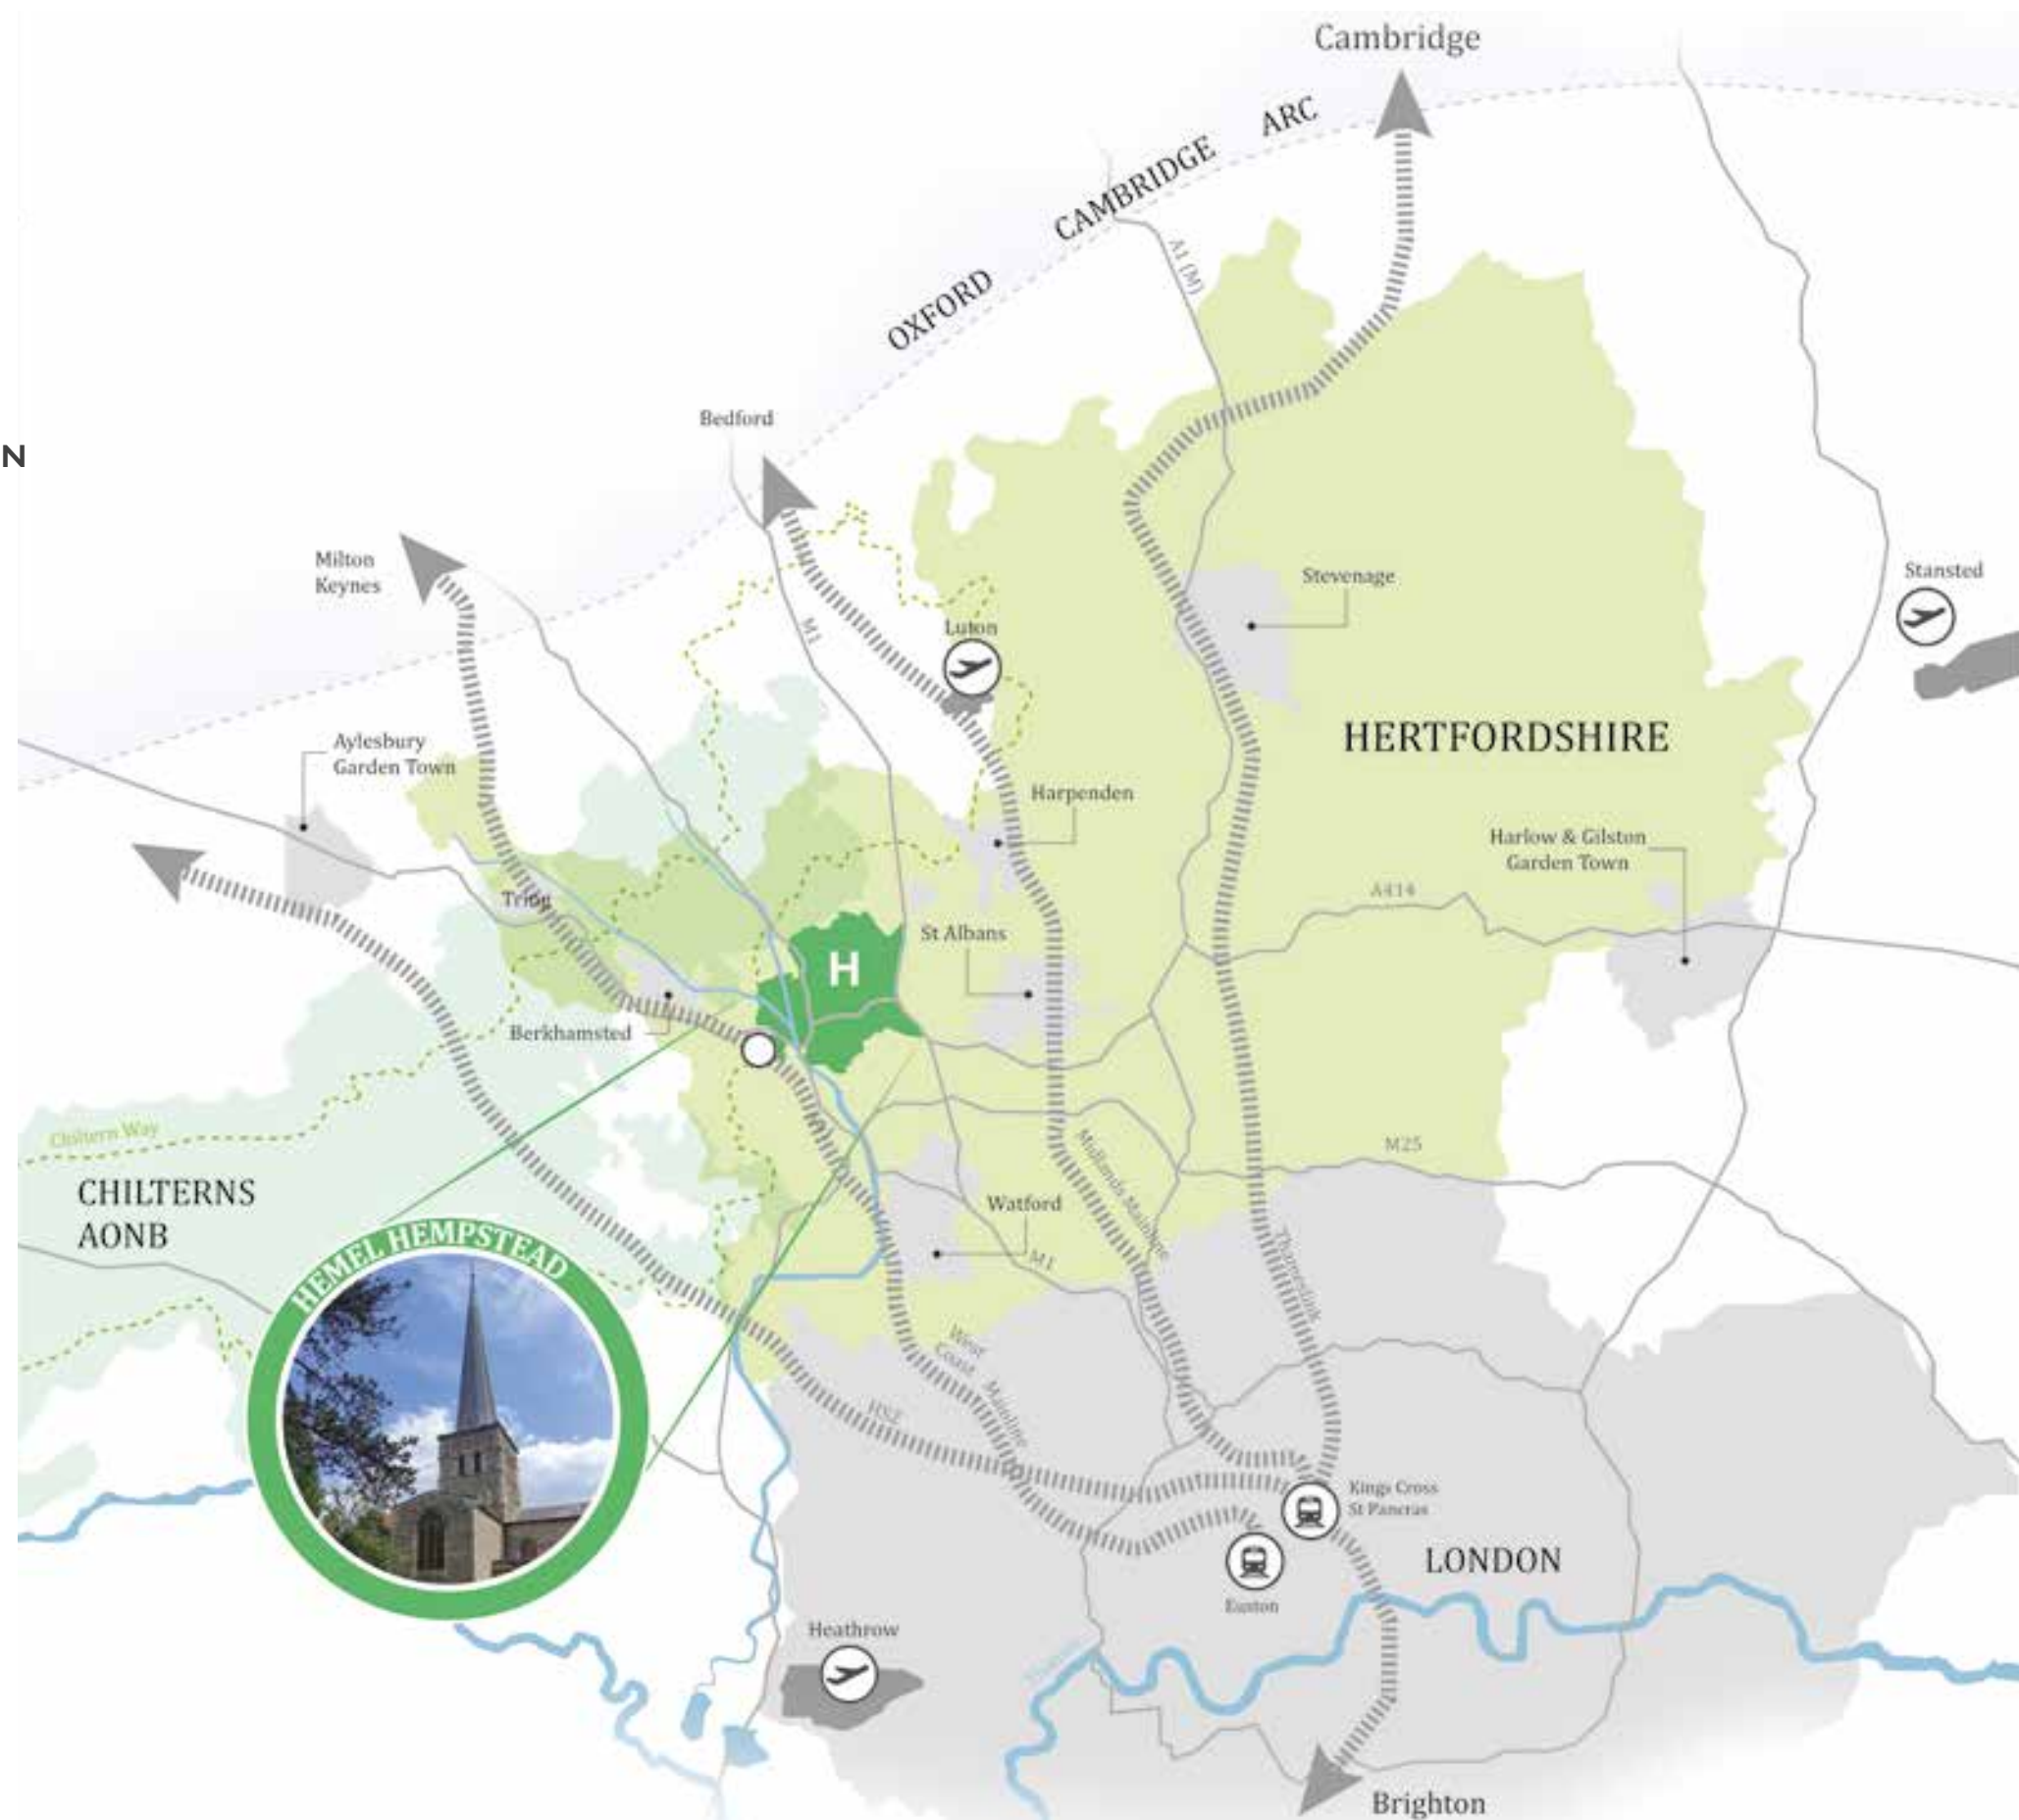 Cambridge
ARC
CAMBRIDGE
OXFORD
A1 (M)
Bedford
N
Milton
Keynes
Stevenage
Stansted
M1
Luton
HERTFORDSHIRE
Aylesbury
Garden Town
Harpenden
Harlow & Gilston
Garden Town
A414
Tring
St Albans
H
Berkhamsted
Chiltern Way
M25
Midlands Mainline
CHILTERNS
AONB
Watford
M1
HEMEL HEMPSTEAD
Thameslink
West
Coast
Mainline
HS2
Kings Cross
St Pancras
LONDON
Euston
Heathrow
Brighton